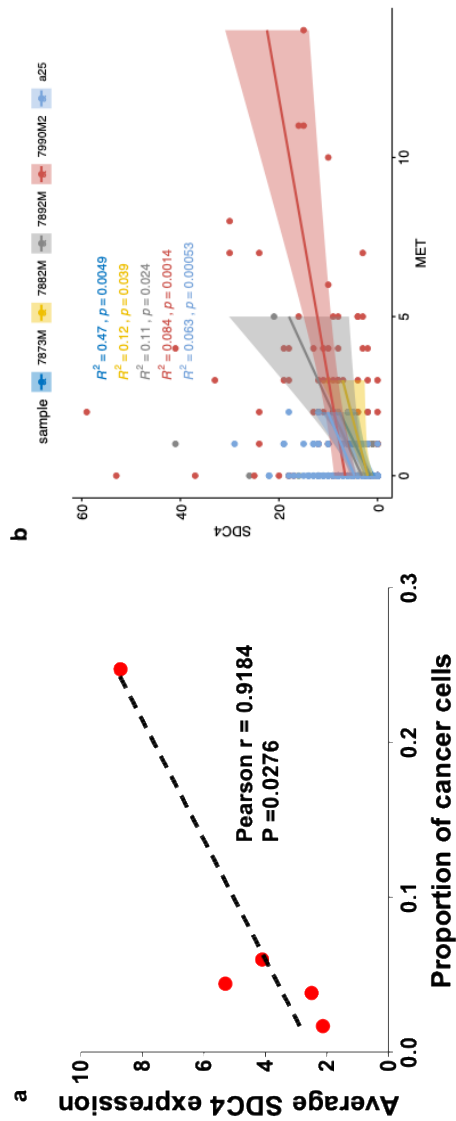 a
Average SDC4 expression
10
8
6
4
2
0
0.0
0.1
0.2
0.3
Pearson r = 0.9184
P =0.0276
Proportion of cancer cells
b
sample 7873M 7882M 7892M 7990M2 a25
R² = 0.47 , p = 0.0049
R² = 0.12 , p = 0.039
R² = 0.11 , p = 0.024
R² = 0.084 , p = 0.0014
R² = 0.063 , p = 0.00053
SDC4
60
40
20
0
0
5
10
MET